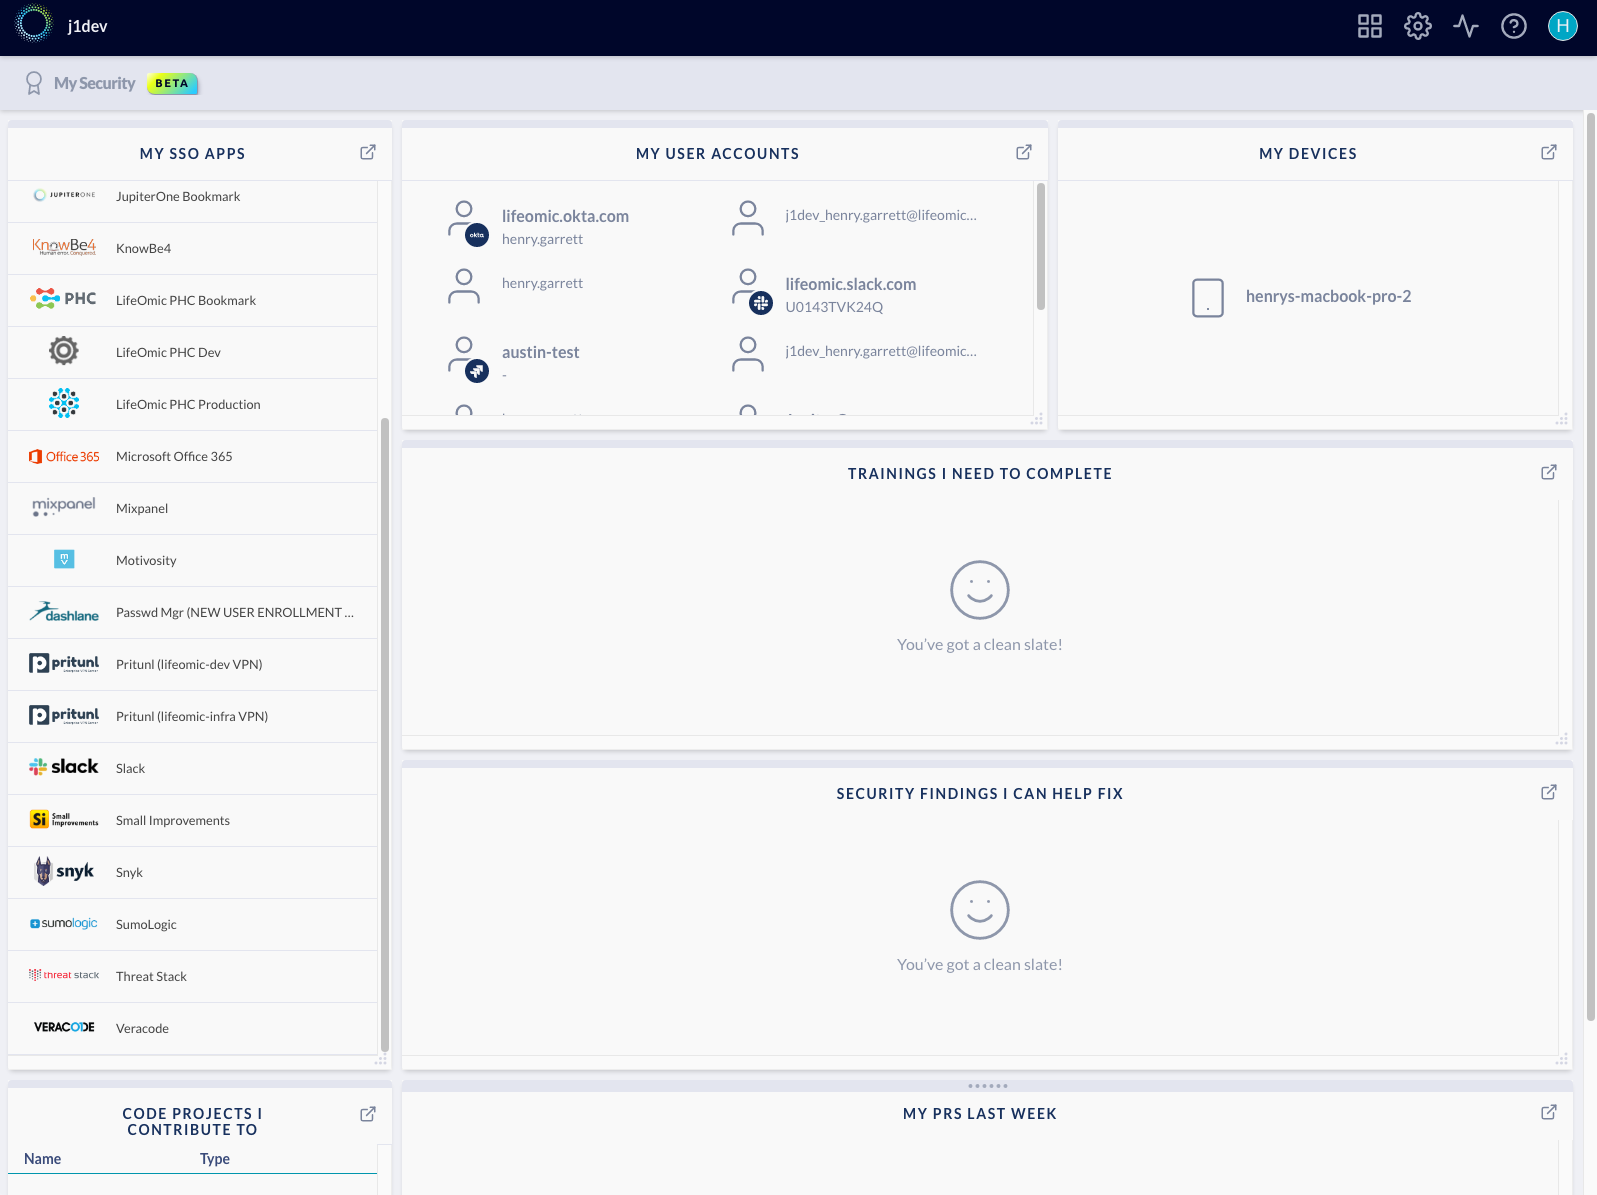 j1dev
H
My Security
BETA
MY SSO APPS
JUPITERONE
JupiterOne Bookmark
KnowBe4
Human error. Conquered.
KnowBe4
PHC
LifeOmic PHC Bookmark
LifeOmic PHC Dev
LifeOmic PHC Production
Office 365
Microsoft Office 365
mixpanel
Mixpanel
mv
Motivosity
dashlane
Passwd Mgr (NEW USER ENROLLMENT ...
pritunl
Pritunl (lifeomic-dev VPN)
pritunl
Pritunl (lifeomic-infra VPN)
slack
Slack
Si Small Improvements
Small Improvements
snyk
Snyk
sumologic
SumoLogic
threat stack
Threat Stack
VERACODE
Veracode
MY USER ACCOUNTS
lifeomic.okta.com
okta
henry.garrett
j1dev_henry.garrett@lifeomic...
henry.garrett
lifeomic.slack.com
U0143TVK24Q
austin-test
-
j1dev_henry.garrett@lifeomic...
MY DEVICES
henrys-macbook-pro-2
TRAININGS I NEED TO COMPLETE
You've got a clean slate!
SECURITY FINDINGS I CAN HELP FIX
You've got a clean slate!
CODE PROJECTS I
CONTRIBUTE TO
Name Type
MY PRS LAST WEEK